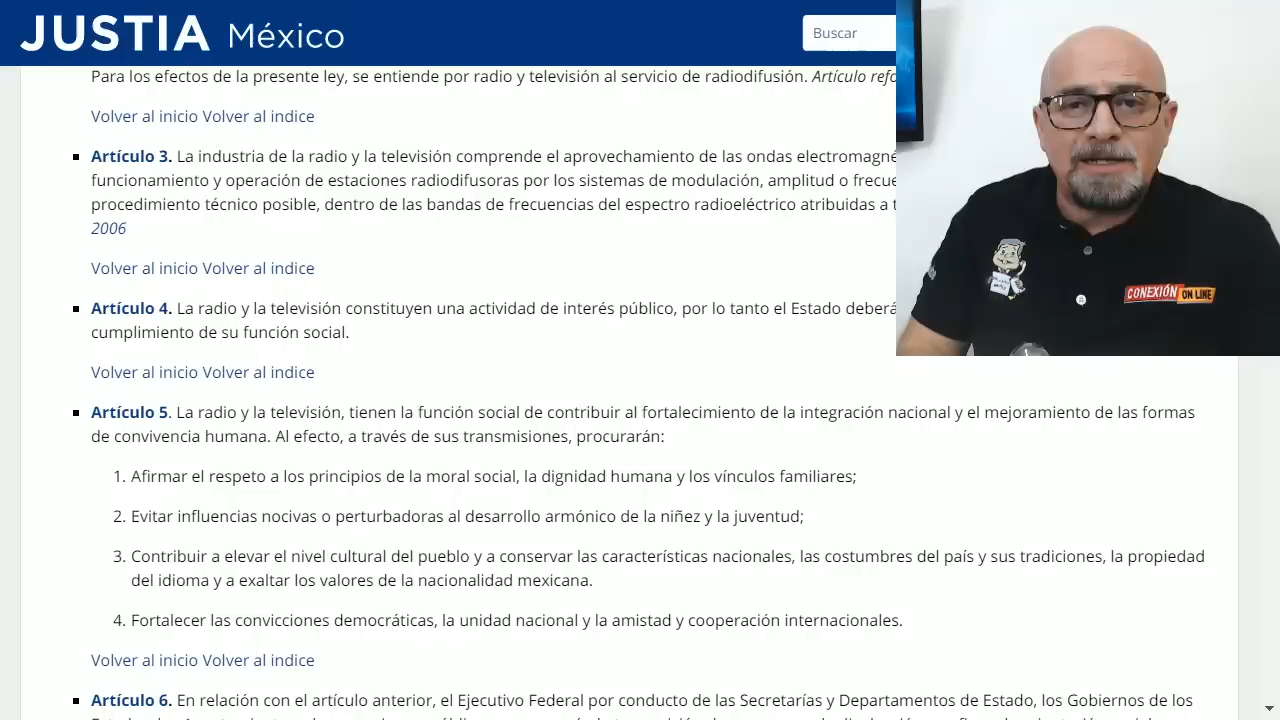 JUSTIA México
Buscar
Para los efectos de la presente ley, se entiende por radio y televisión al servicio de radiodifusión. Artículo
Volver al inicio Volver al indice
Artículo 3. La industria de la radio y la televisión comprende el aprovechamiento de las ondas
funcionamiento y operación de estaciones radiodifusoras por los sistemas de modulación, amplitud o
procedimiento técnico posible, dentro de las bandas de frecuencias del espectro radioeléctrico atribuidas a
2006
Volver al inicio Volver al indice
Artículo 4. La radio y la televisión constituyen una actividad de interés público, por lo tanto el Estado deberá
cumplimiento de su función social.
Volver al inicio Volver al indice
Artículo 5. La radio y la televisión, tienen la función social de contribuir al fortalecimiento de la integración nacional y el mejoramiento de las formas
de convivencia humana. Al efecto, a través de sus transmisiones, procurarán:
1. Afirmar el respeto a los principios de la moral social, la dignidad humana y los vínculos familiares;
2. Evitar influencias nocivas o perturbadoras al desarrollo armónico de la niñez y la juventud;
3. Contribuir a elevar el nivel cultural del pueblo y a conservar las características nacionales, las costumbres del país y sus tradiciones, la propiedad
del idioma y a exaltar los valores de la nacionalidad mexicana.
4. Fortalecer las convicciones democráticas, la unidad nacional y la amistad y cooperación internacionales.
Volver al inicio Volver al indice
Artículo 6. En relación con el artículo anterior, el Ejecutivo Federal por conducto de las Secretarías y Departamentos de Estado, los Gobiernos de los
CONEXIÓN ON LINE